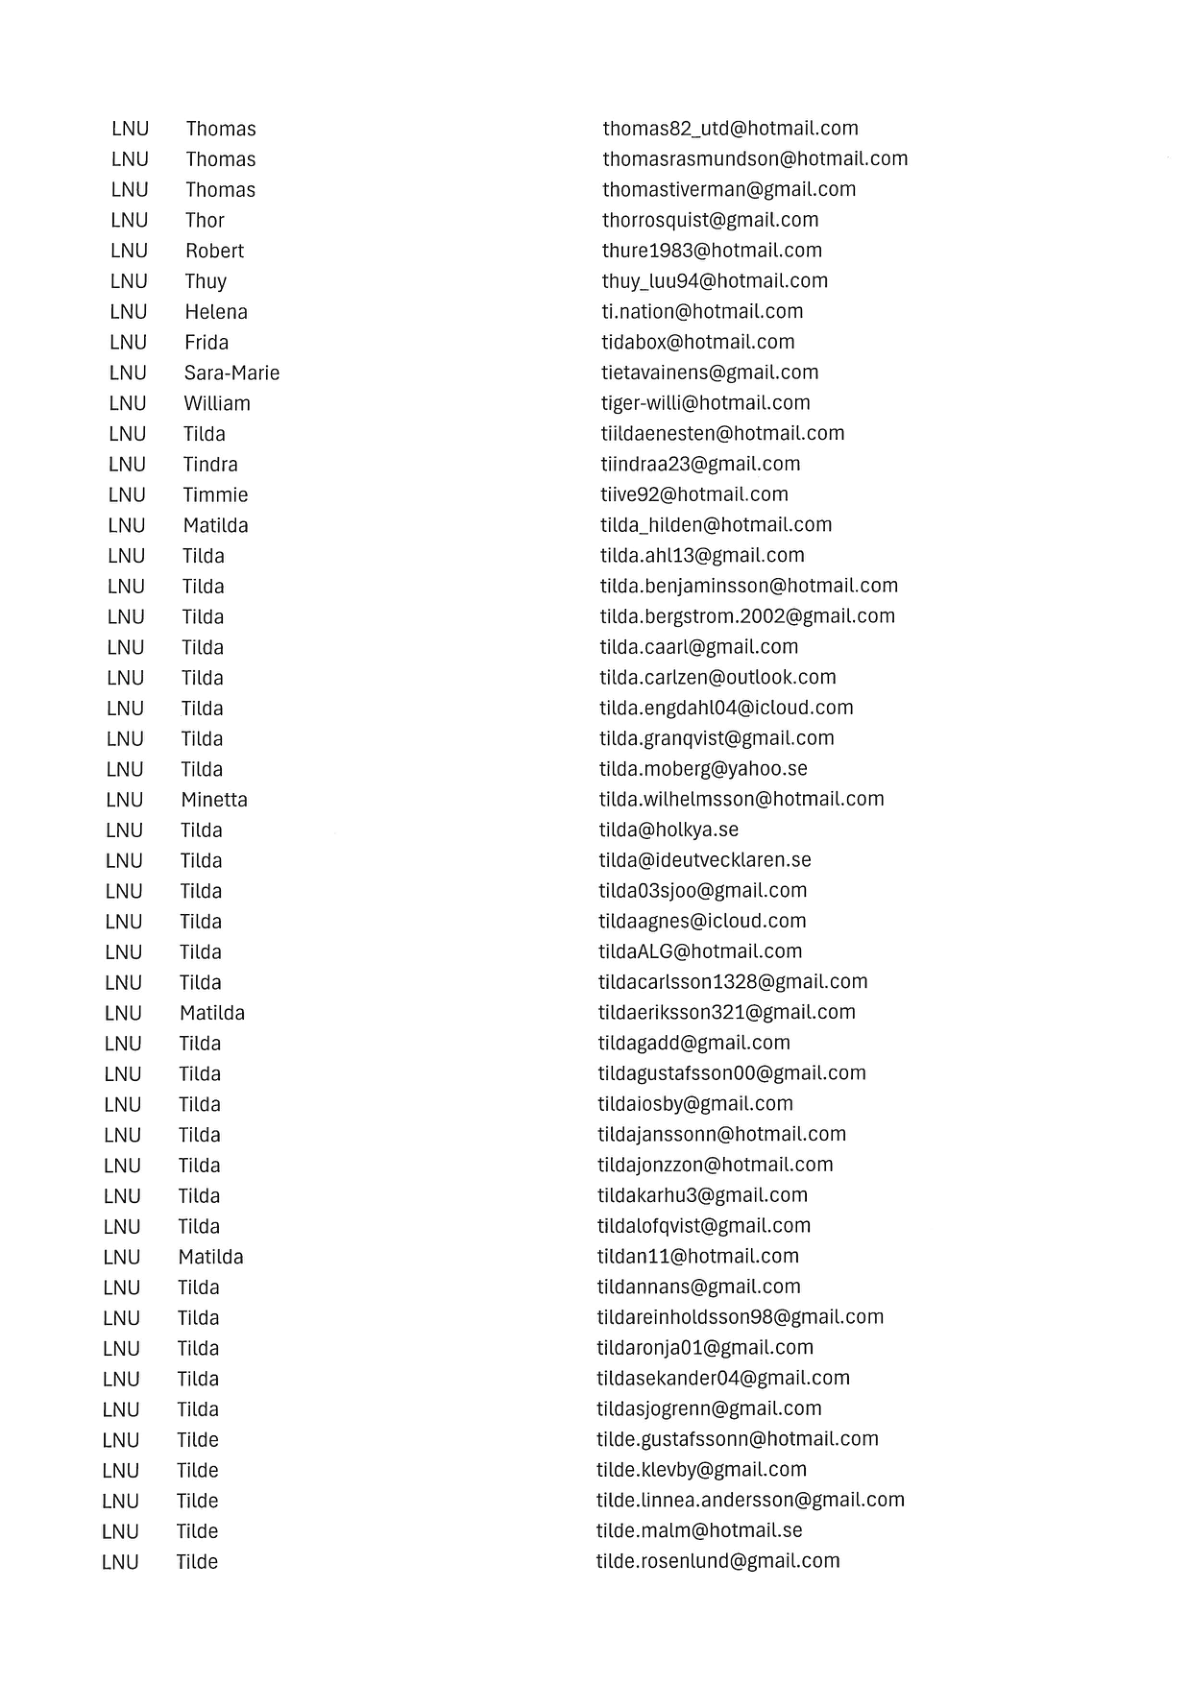 LNU Thomas thomas82_utd@hotmail.com
LNU Thomas thomasrasmundson@hotmail.com
LNU Thomas thomastiverman@gmail.com
LNU Thor thorrosquist@gmail.com
LNU Robert thure1983@hotmail.com
LNU Thuy thuy_luu94@hotmail.com
LNU Helena ti.nation@hotmail.com
LNU Frida tidabox@hotmail.com
LNU Sara-Marie tietavainens@gmail.com
LNU William tiger-willi@hotmail.com
LNU Tilda tiildaenesten@hotmail.com
LNU Tindra tiindraa23@gmail.com
LNU Timmie tiive92@hotmail.com
LNU Matilda tilda_hilden@hotmail.com
LNU Tilda tilda.ahl13@gmail.com
LNU Tilda tilda.benjaminsson@hotmail.com
LNU Tilda tilda.bergstrom.2002@gmail.com
LNU Tilda tilda.caarl@gmail.com
LNU Tilda tilda.carlzen@outlook.com
LNU Tilda tilda.engdahl04@icloud.com
LNU Tilda tilda.granqvist@gmail.com
LNU Tilda tilda.moberg@yahoo.se
LNU Minetta tilda.wilhelmsson@hotmail.com
LNU Tilda tilda@holkya.se
LNU Tilda tilda@ideutvecklaren.se
LNU Tilda tilda03sjoo@gmail.com
LNU Tilda tildaagnes@icloud.com
LNU Tilda tildaALG@hotmail.com
LNU Tilda tildacarlsson1328@gmail.com
LNU Matilda tildaeriksson321@gmail.com
LNU Tilda tildagadd@gmail.com
LNU Tilda tildagustafsson00@gmail.com
LNU Tilda tildaiosby@gmail.com
LNU Tilda tildajanssonn@hotmail.com
LNU Tilda tildajonzzon@hotmail.com
LNU Tilda tildakarhu3@gmail.com
LNU Tilda tildalofqvist@gmail.com
LNU Matilda tildan11@hotmail.com
LNU Tilda tildannans@gmail.com
LNU Tilda tildareinholdsson98@gmail.com
LNU Tilda tildaronja01@gmail.com
LNU Tilda tildasekander04@gmail.com
LNU Tilda tildasjogrenn@gmail.com
LNU Tilde tilde.gustafssonn@hotmail.com
LNU Tilde tilde.klevby@gmail.com
LNU Tilde tilde.linnea.andersson@gmail.com
LNU Tilde tilde.malm@hotmail.se
LNU Tilde tilde.rosenlund@gmail.com